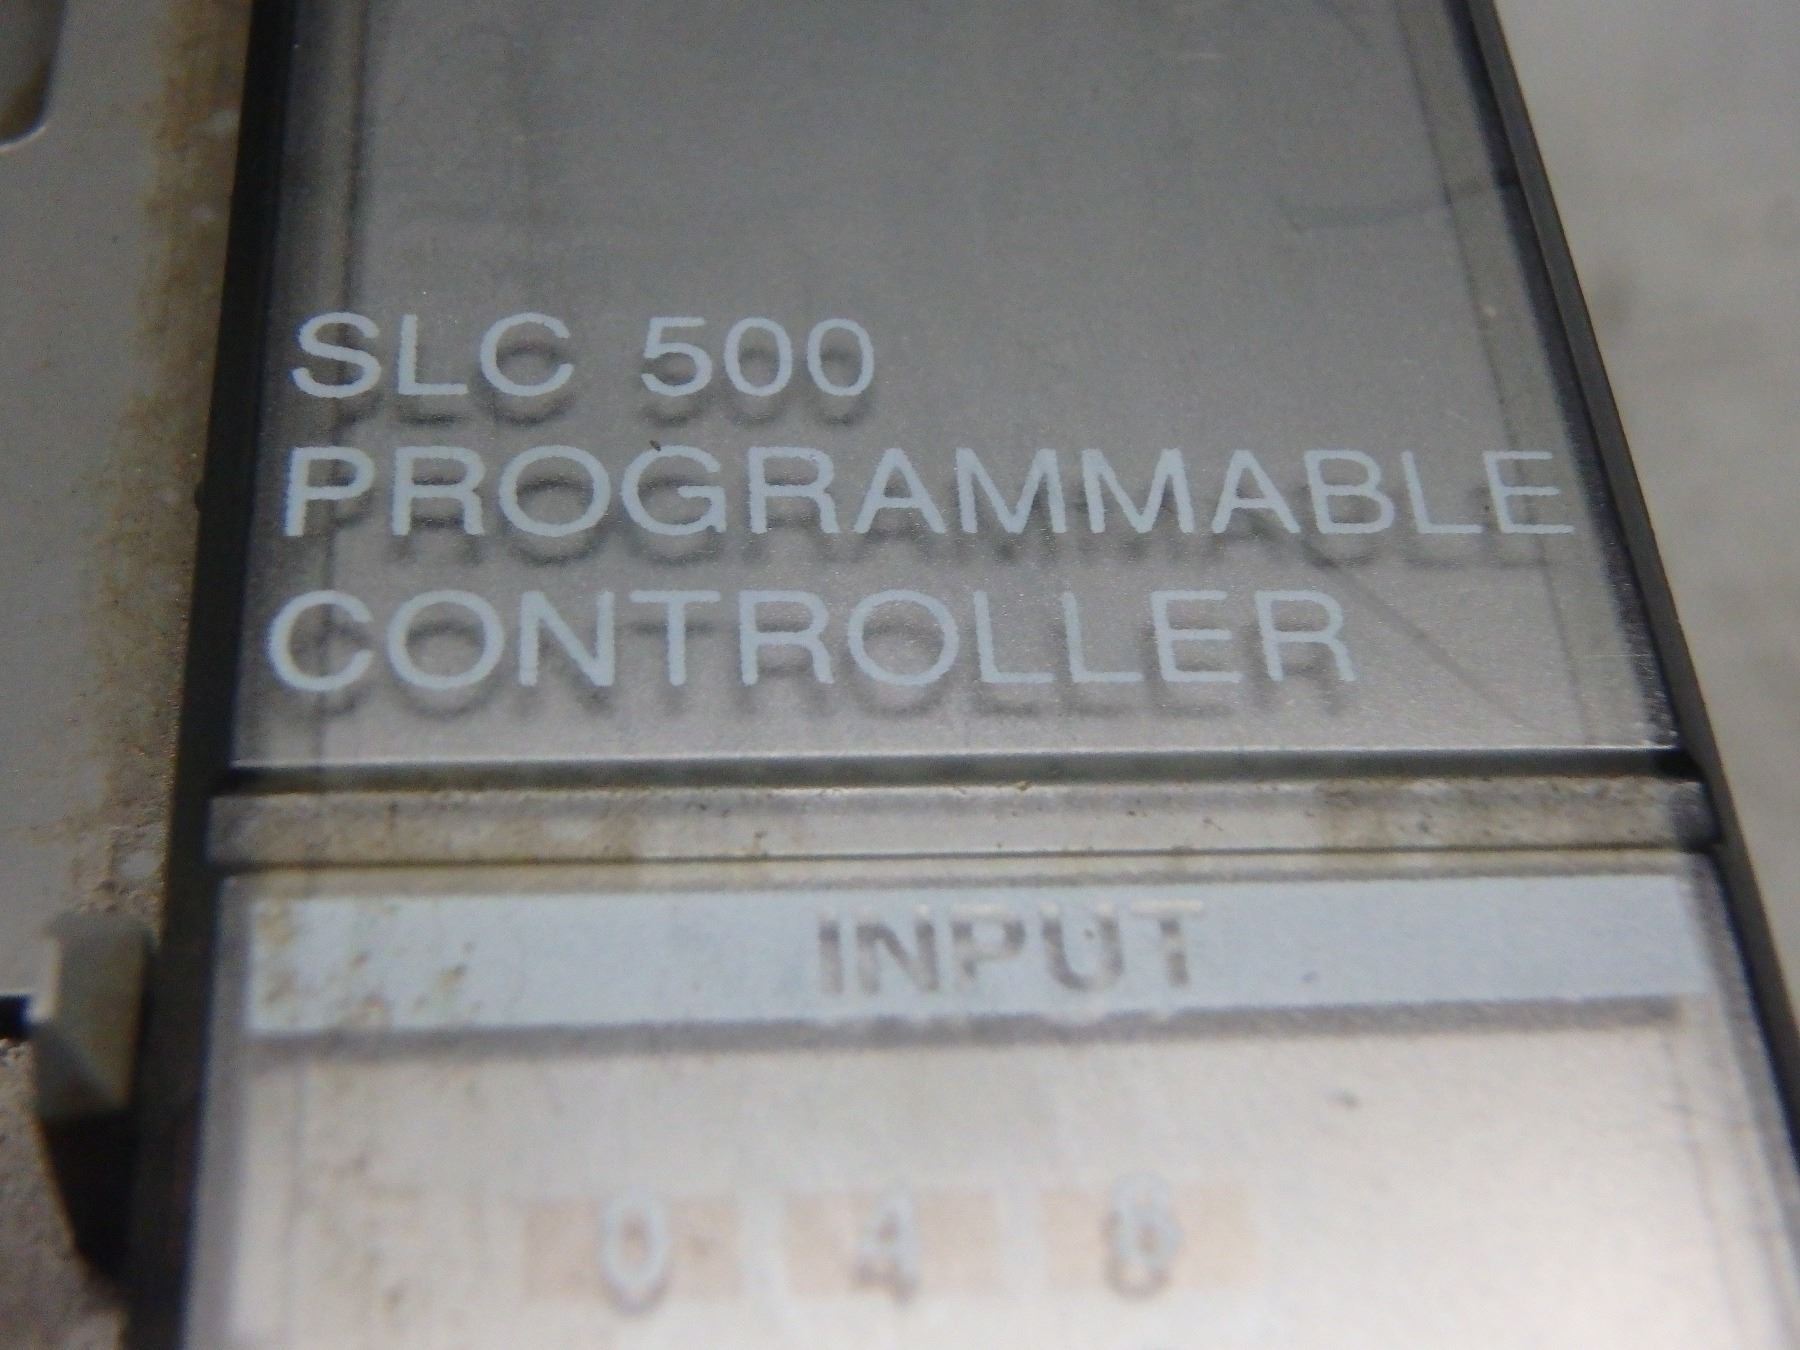 SLC 500
PROGRAMMABLE
CONTROLLER
INPUT
0 4 8